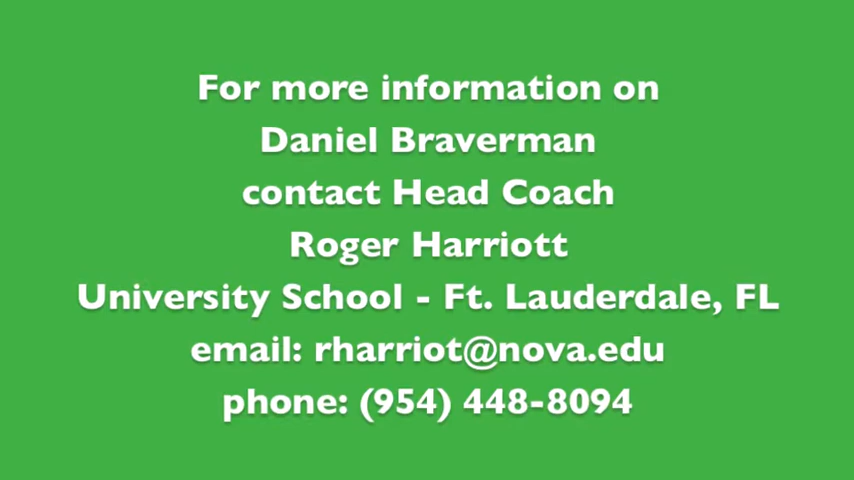 For more information on
Daniel Braverman
contact Head Coach
Roger Harriott
University School - Ft. Lauderdale, FL
email: rharriot@nova.edu
phone: (954) 448-8094